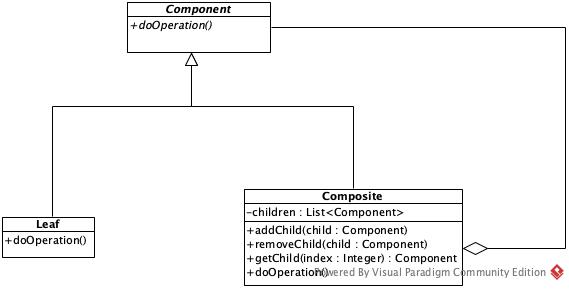 Component
+doOperation()
Leaf
+doOperation()
Composite
-children : List<Component>
+addChild(child : Component)
+removeChild(child : Component)
+getChild(index : Integer) : Component
+doOperation()
Powered By Visual Paradigm Community Edition